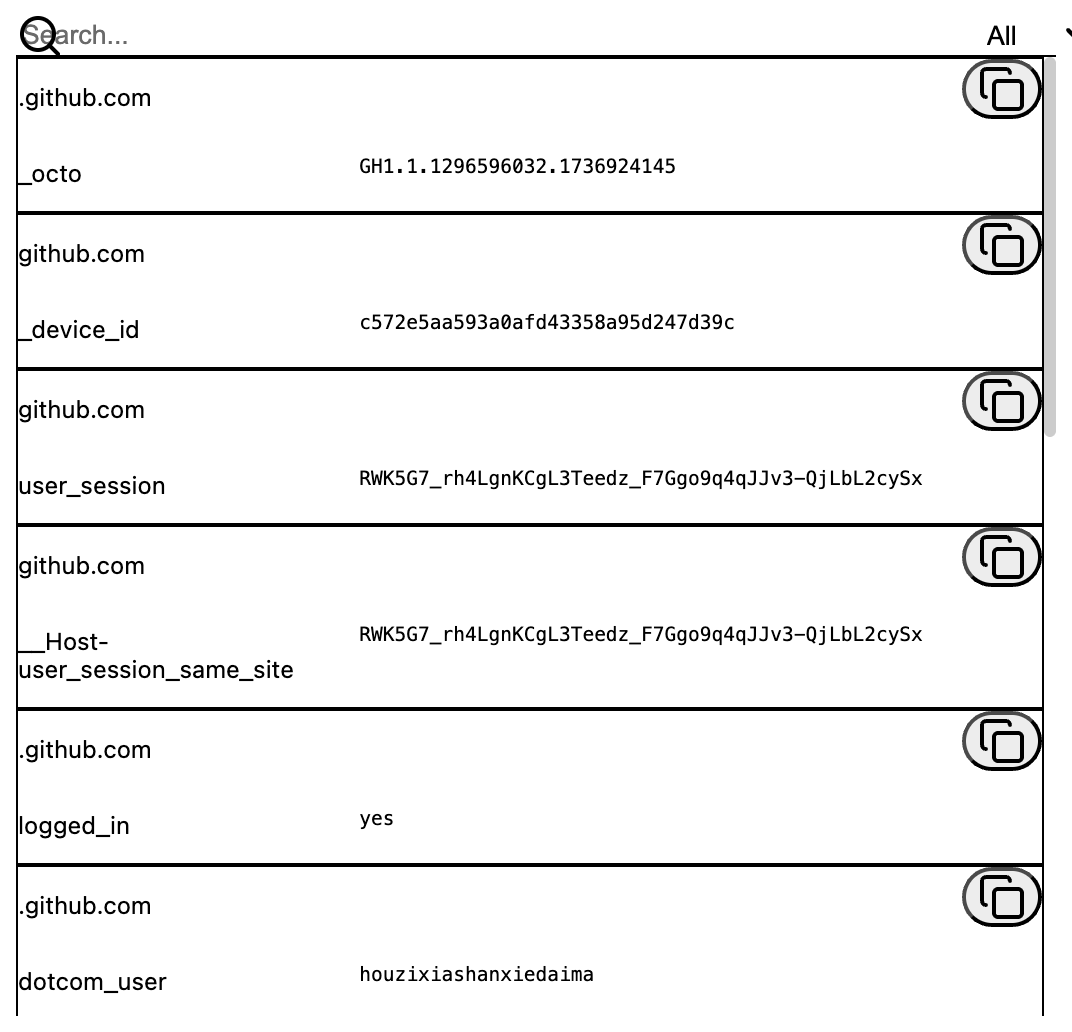 Search...
All
.github.com
_octo
GH1.1.1296596032.1736924145
github.com
_device_id
c572e5aa593a0afd43358a95d247d39c
github.com
user_session
RWK5G7_rh4LgnKCgL3Teedz_F7Ggo9q4qJJv3-QjLbL2cySx
github.com
__Host-
user_session_same_site
RWK5G7_rh4LgnKCgL3Teedz_F7Ggo9q4qJJv3-QjLbL2cySx
.github.com
logged_in
yes
.github.com
dotcom_user
houzixiashanxiedaima